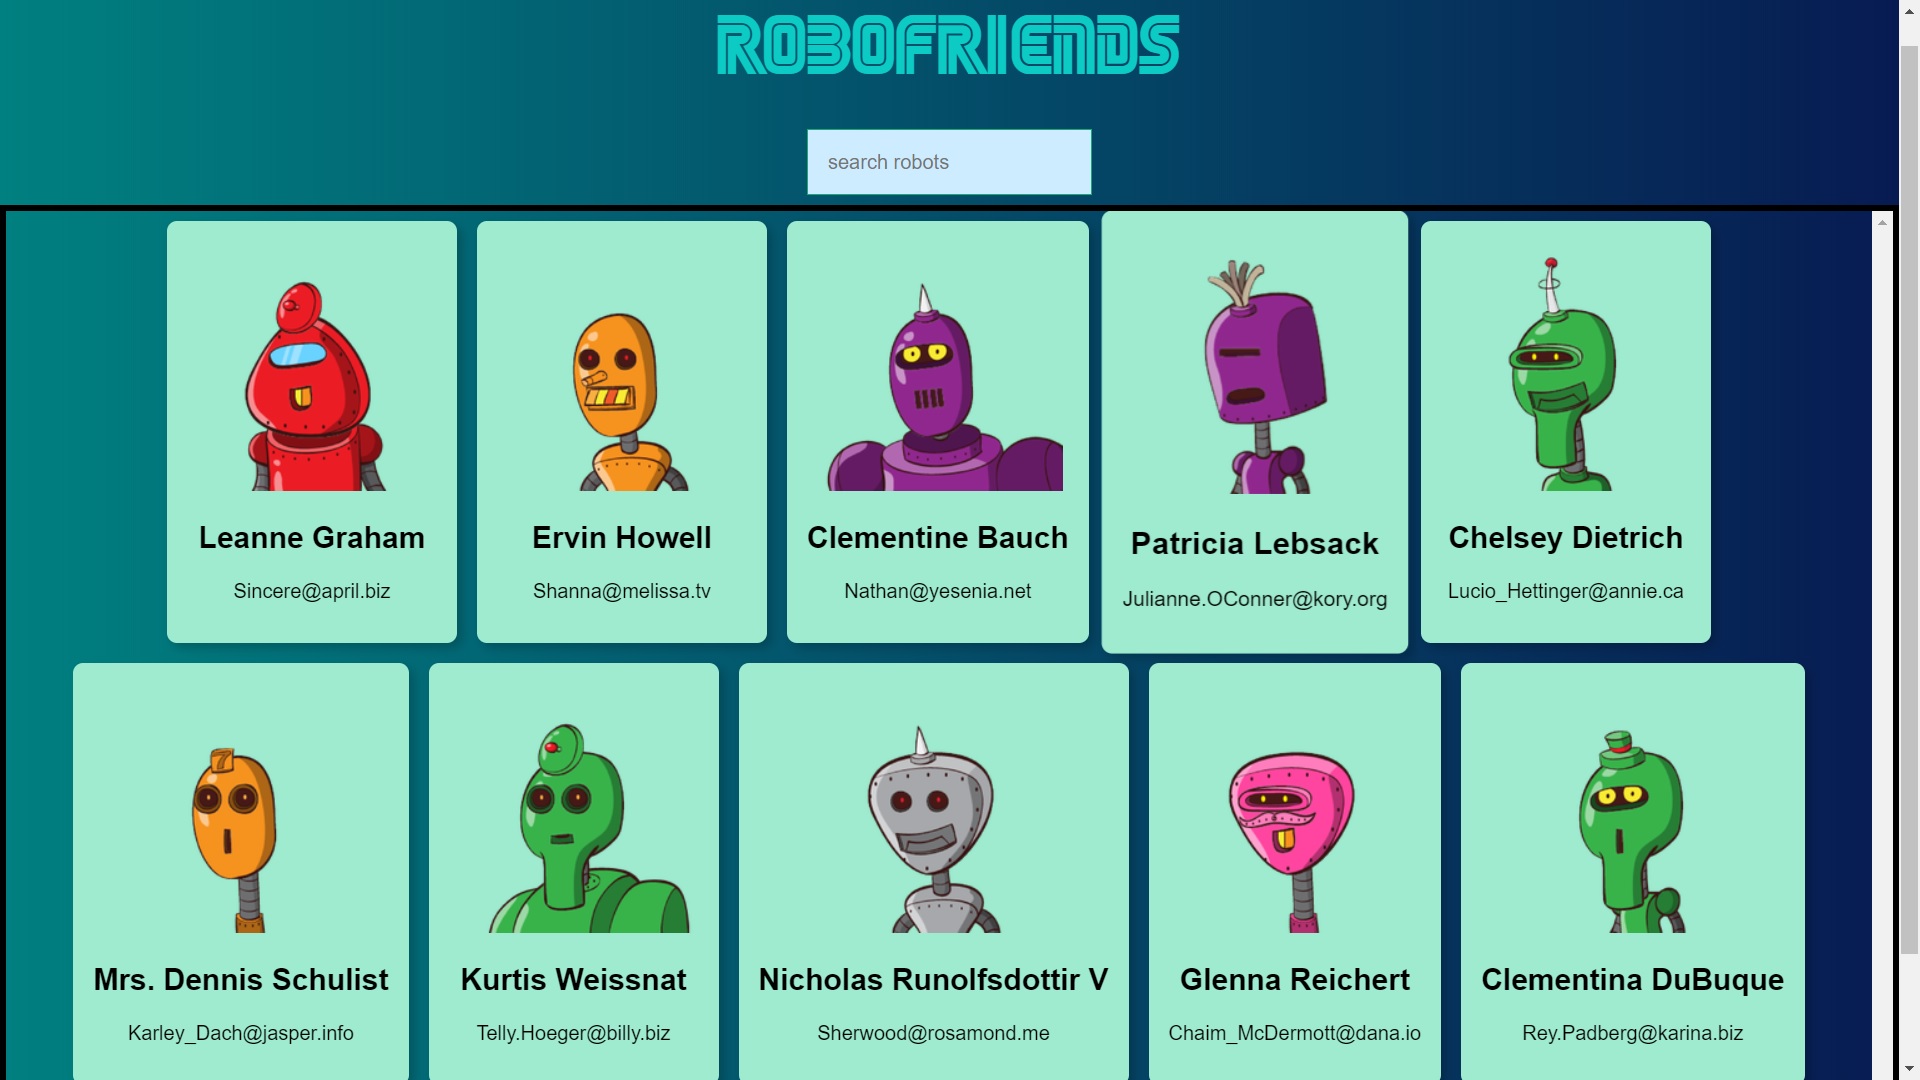 ROBOFRIENDS
search robots
Leanne Graham
Sincere@april.biz
Ervin Howell
Shanna@melissa.tv
Clementine Bauch
Nathan@yesenia.net
Patricia Lebsack
Julianne.OConner@kory.org
Chelsey Dietrich
Lucio_Hettinger@annie.ca
7
Mrs. Dennis Schulist
Karley_Dach@jasper.info
Kurtis Weissnat
Telly.Hoeger@billy.biz
Nicholas Runolfsdottir V
Sherwood@rosamond.me
Glenna Reichert
Chaim_McDermott@dana.io
Clementina DuBuque
Rey.Padberg@karina.biz